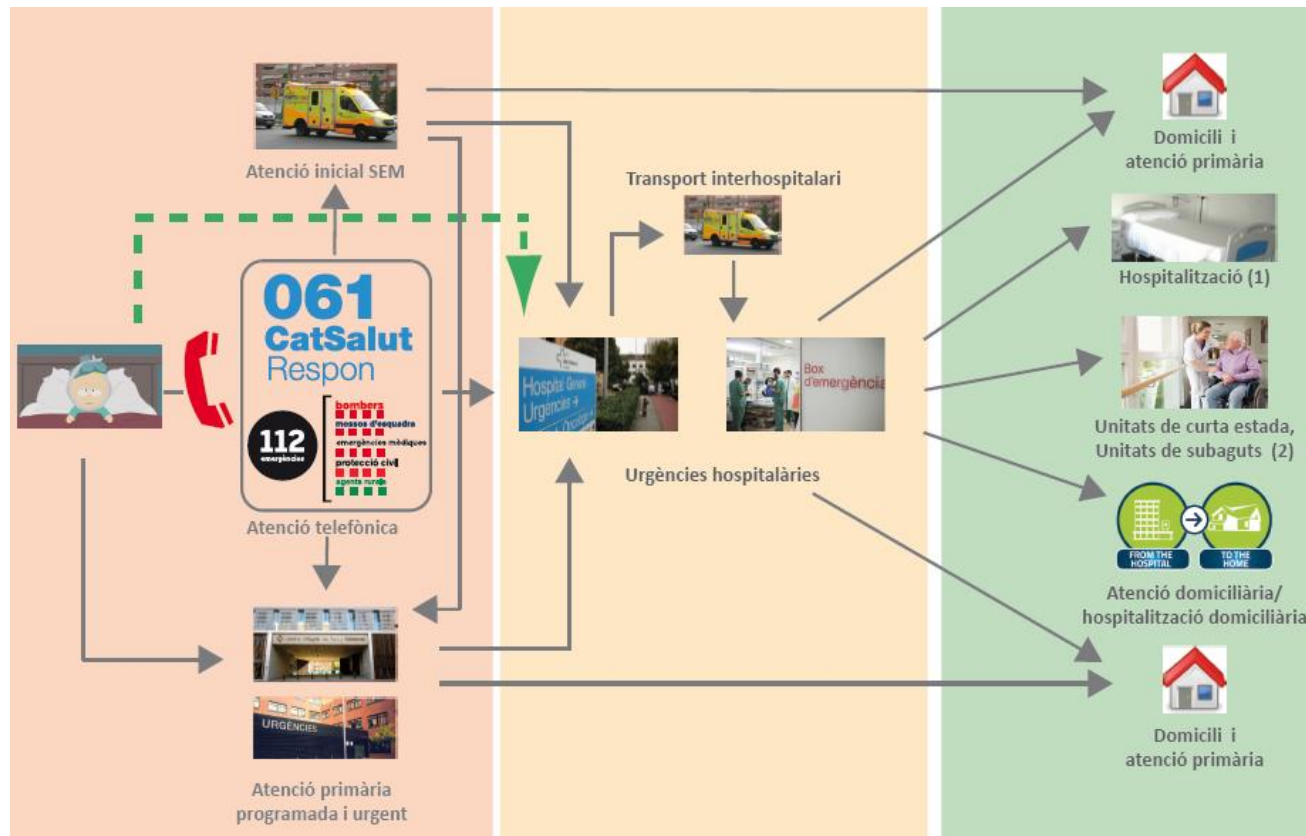 Atenció inicial SEM
061
CatSalut
Respon
112
emergències
bombers
mossos d'esquadra
emergències mèdiques
protecció civil
agents rurals
Atenció telefònica
URGÈNCIES
Atenció primària
programada i urgent
Transport interhospitalari
Hospital General
Urgències →
Box
d'emergència
Urgències hospitalàries
Domicili i
atenció primària
Hospitalització (1)
Unitats de curta estada,
Unitats de subaguts (2)
FROM THE
HOSPITAL
TO THE
HOME
Atenció domiciliària/
hospitalització domiciliària
Domicili i
atenció primària